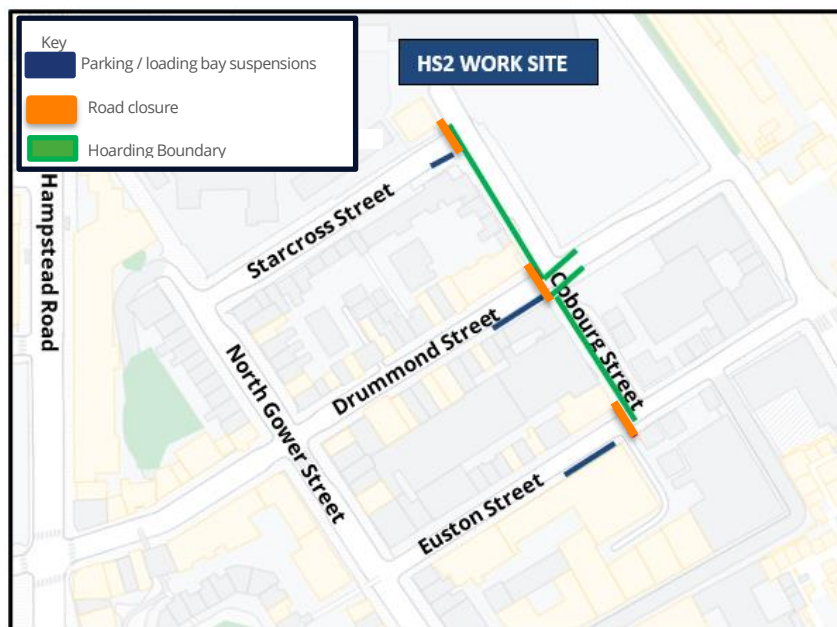 Key
Parking / loading bay suspensions
Road closure
Hoarding Boundary
HS2 WORK SITE
Hampstead Road
Starcross Street
Drummond Street
Cobourg Street
North Gower Street
Euston Street